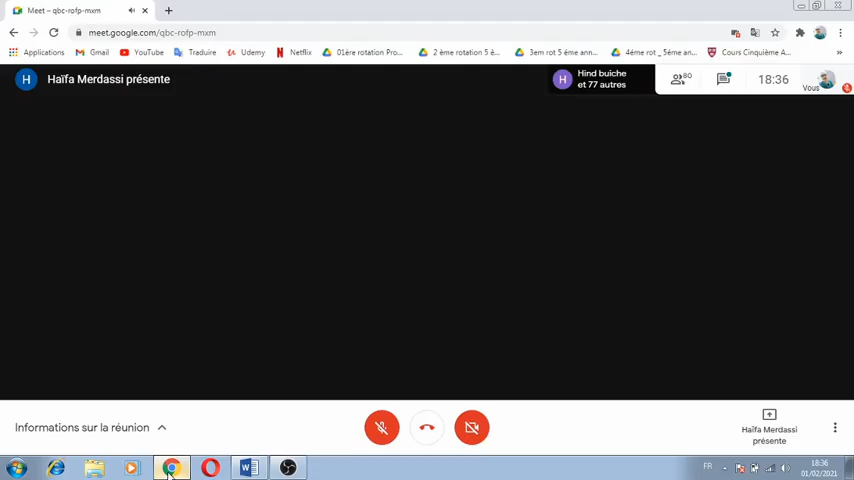 Meet – qbc-rofp-mxm
meet.google.com/qbc-rofp-mxm
Applications Gmail YouTube Traduire Udemy Netflix 01ère rotation Pro... 2 ème rotation 5 è... 3em rot 5 éme ann... 4éme rot _ 5éme an... Cours Cinquième A...
H Haïfa Merdassi présente
H Hind buiche
et 77 autres
80
18:36
Vous
Informations sur la réunion
Haïfa Merdassi
présente
W
FR
18:36
01/02/2021